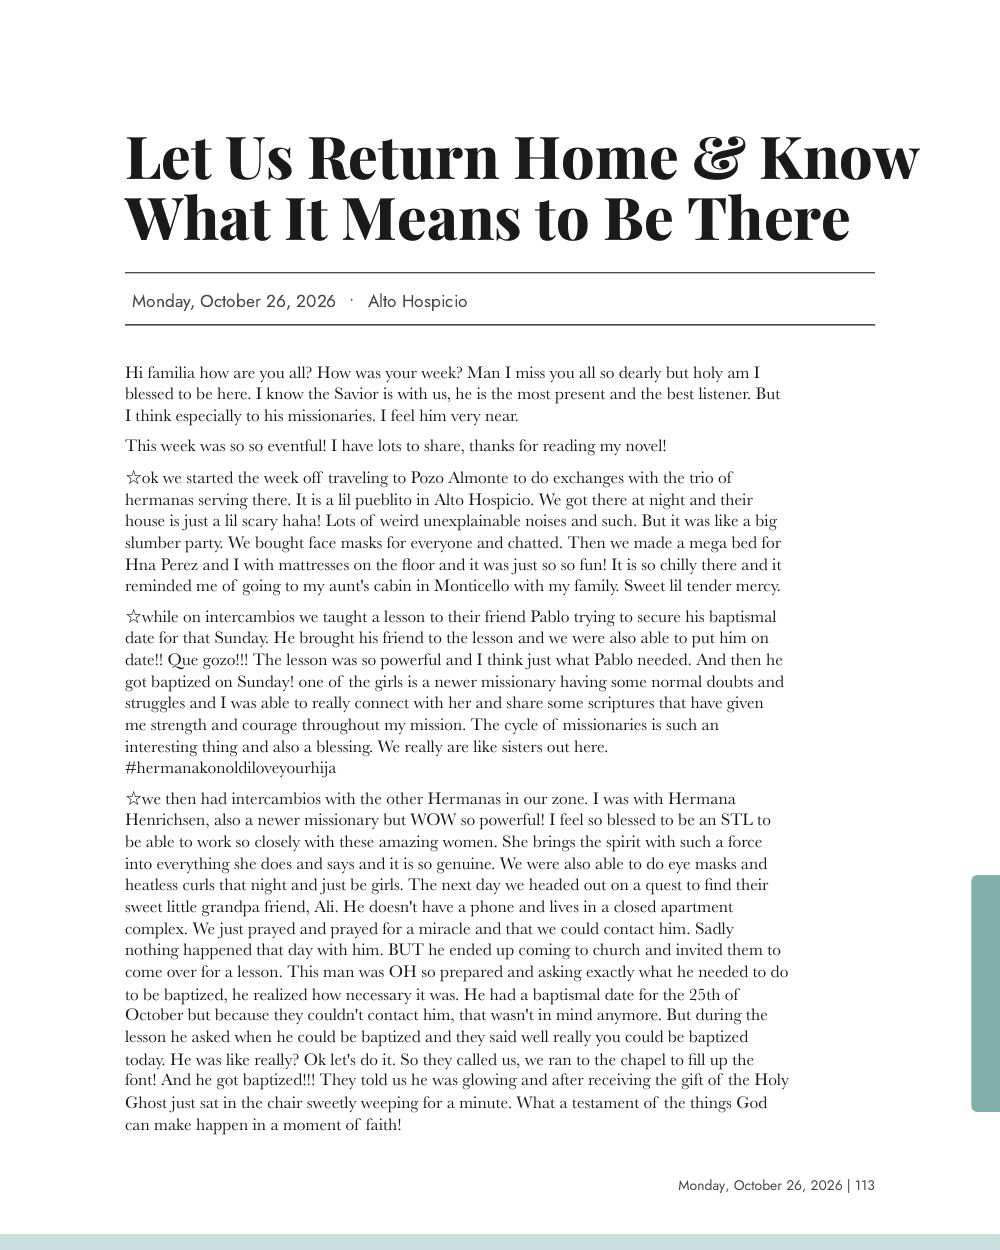 Let Us Return Home & Know
What It Means to Be There
Monday, October 26, 2026 · Alto Hospicio
Hi familia how are you all? How was your week? Man I miss you all so dearly but holy am I
blessed to be here. I know the Savior is with us, he is the most present and the best listener. But
I think especially to his missionaries. I feel him very near.
This week was so so eventful! I have lots to share, thanks for reading my novel!
☆ok we started the week off traveling to Pozo Almonte to do exchanges with the trio of
hermanas serving there. It is a lil pueblito in Alto Hospicio. We got there at night and their
house is just a lil scary haha! Lots of weird unexplainable noises and such. But it was like a big
slumber party. We bought face masks for everyone and chatted. Then we made a mega bed for
Hna Perez and I with mattresses on the floor and it was just so so fun! It is so chilly there and it
reminded me of going to my aunt's cabin in Monticello with my family. Sweet lil tender mercy.
☆while on intercambios we taught a lesson to their friend Pablo trying to secure his baptismal
date for that Sunday. He brought his friend to the lesson and we were also able to put him on
date!! Que gozo!!! The lesson was so powerful and I think just what Pablo needed. And then he
got baptized on Sunday! one of the girls is a newer missionary having some normal doubts and
struggles and I was able to really connect with her and share some scriptures that have given
me strength and courage throughout my mission. The cycle of missionaries is such an
interesting thing and also a blessing. We really are like sisters out here.
#hermanakonoldiloveyourhija
☆we then had intercambios with the other Hermanas in our zone. I was with Hermana
Henrichsen, also a newer missionary but WOW so powerful! I feel so blessed to be an STL to
be able to work so closely with these amazing women. She brings the spirit with such a force
into everything she does and says and it is so genuine. We were also able to do eye masks and
heatless curls that night and just be girls. The next day we headed out on a quest to find their
sweet little grandpa friend, Ali. He doesn't have a phone and lives in a closed apartment
complex. We just prayed and prayed for a miracle and that we could contact him. Sadly
nothing happened that day with him. BUT he ended up coming to church and invited them to
come over for a lesson. This man was OH so prepared and asking exactly what he needed to do
to be baptized, he realized how necessary it was. He had a baptismal date for the 25th of
October but because they couldn't contact him, that wasn't in mind anymore. But during the
lesson he asked when he could be baptized and they said well really you could be baptized
today. He was like really? Ok let's do it. So they called us, we ran to the chapel to fill up the
font! And he got baptized!!! They told us he was glowing and after receiving the gift of the Holy
Ghost just sat in the chair sweetly weeping for a minute. What a testament of the things God
can make happen in a moment of faith!
Monday, October 26, 2026 | 113